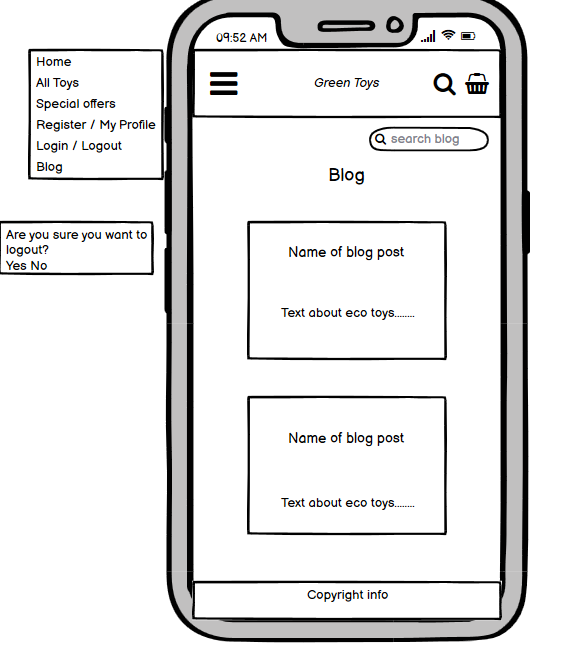 Home
All Toys
Special offers
Register / My Profile
Login / Logout
Blog
Are you sure you want to
logout?
Yes No
09:52 AM
Green Toys
search blog
Blog
Name of blog post
Text about eco toys........
Name of blog post
Text about eco toys........
Copyright info